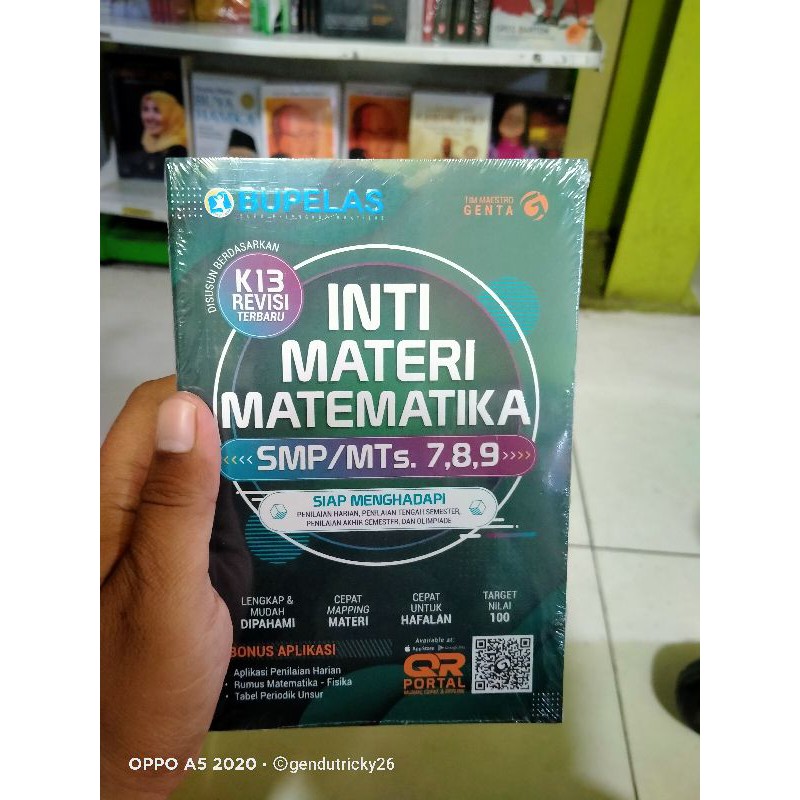 BUYA
HAMKA
BUPELAS
TIM MAESTRO
GENTA
DISUSUN BERDASARKAN
K13
REVISI
TERBARU
INTI
MATERI
MATEMATIKA
‹‹‹‹ SMP/MTs. 7,8,9 ››››
SIAP MENGHADAPI
PENILAIAN HARIAN, PENILAIAN TENGAH SEMESTER,
PENILAIAN AKHIR SEMESTER, DAN OLIMPIADE
LENGKAP &
MUDAH
DIPAHAMI
CEPAT
MAPPING
MATERI
CEPAT
UNTUK
HAFALAN
TARGET
NILAI
100
BONUS APLIKASI
Aplikasi Penilaian Harian
• Rumus Matematika - Fisika
• Tabel Periodik Unsur
Available at:
AppStore
QR
PORTAL
OPPO A5 2020 • ©gendutricky26